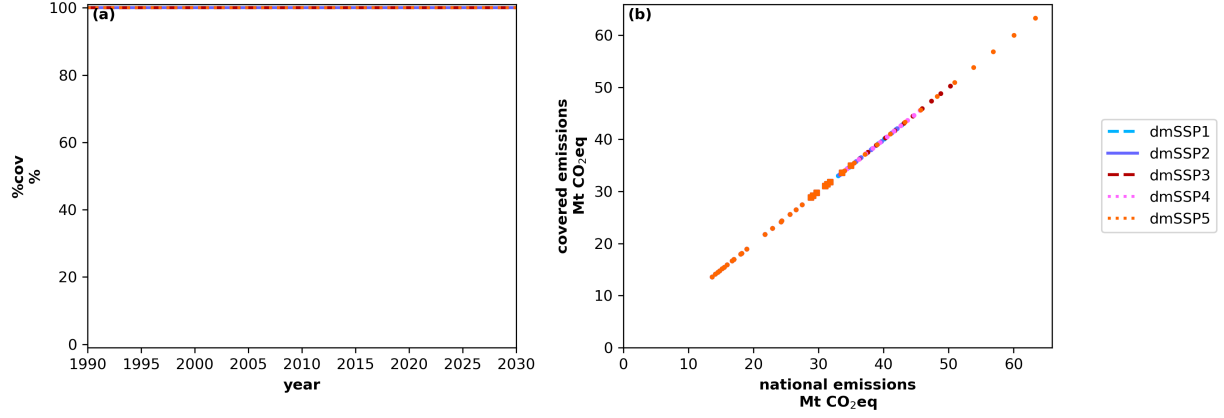 (a)
100
80
60
40
20
0
%cov
%
1990 1995 2000 2005 2010 2015 2020 2025 2030
year
(b)
60
50
40
30
20
10
0
covered emissions
Mt CO₂eq
0 10 20 30 40 50 60
national emissions
Mt CO₂eq
dmSSP1
dmSSP2
dmSSP3
dmSSP4
dmSSP5